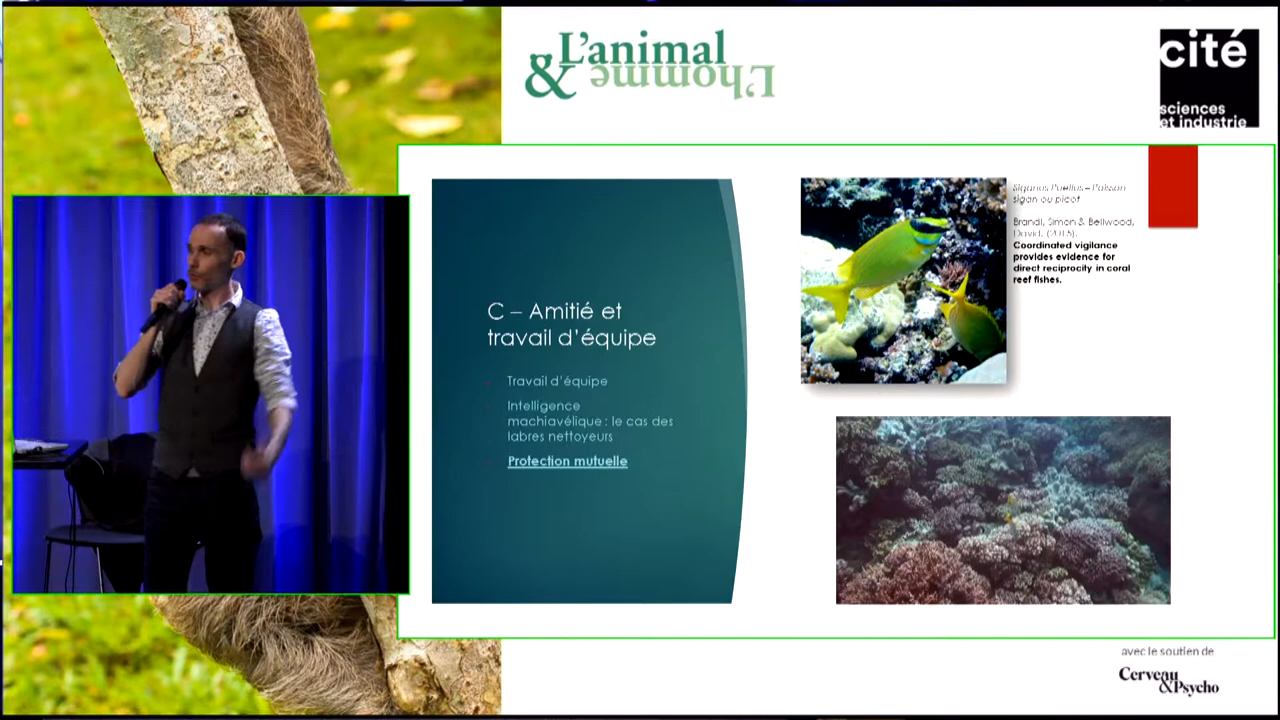 L'animal
& L'homme
cité
sciences
et industrie
C – Amitié et
travail d'équipe
Travail d'équipe
Intelligence
machiavélique : le cas des
labres nettoyeurs
Protection mutuelle
Siganus Puellus – Poisson
sigan ou picot
Brandl, Simon & Bellwood,
David. (2015).
Coordinated vigilance
provides evidence for
direct reciprocity in coral
reef fishes.
avec le soutien de
Cerveau
&Psycho